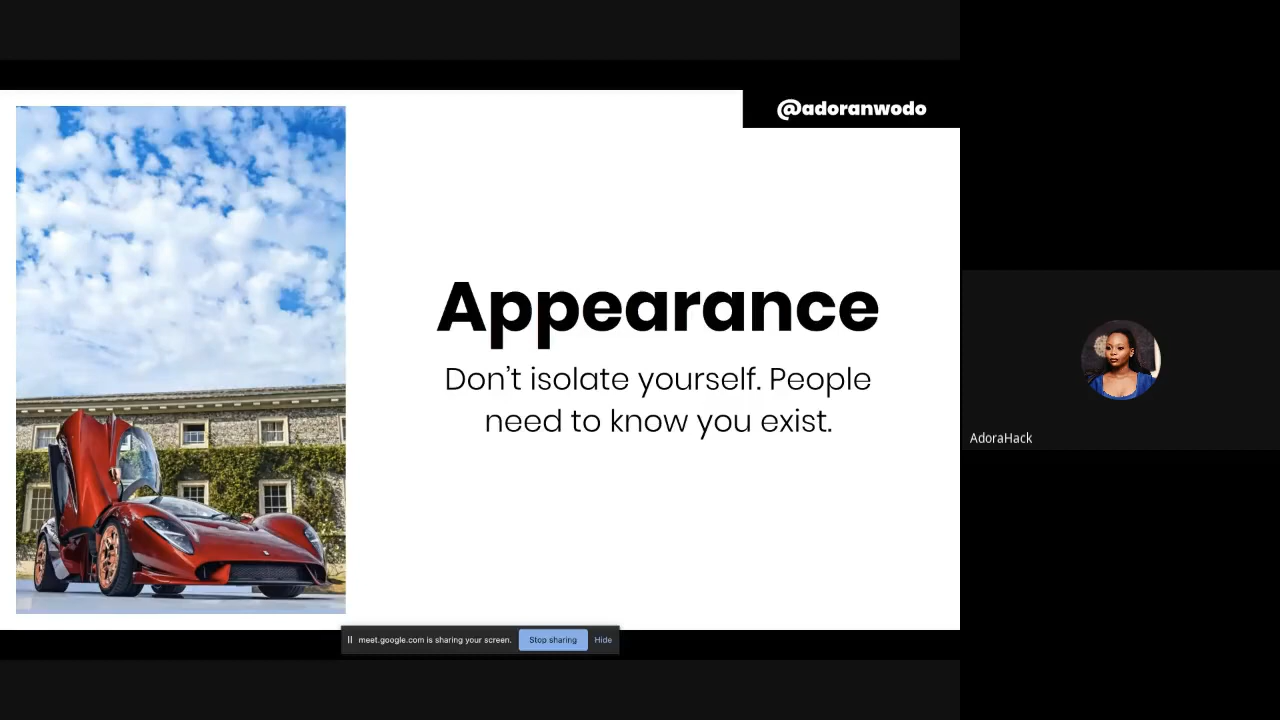 @adoranwodo
Appearance
Don't isolate yourself. People
need to know you exist.
AdoraHack
meet.google.com is sharing your screen.
Stop sharing
Hide